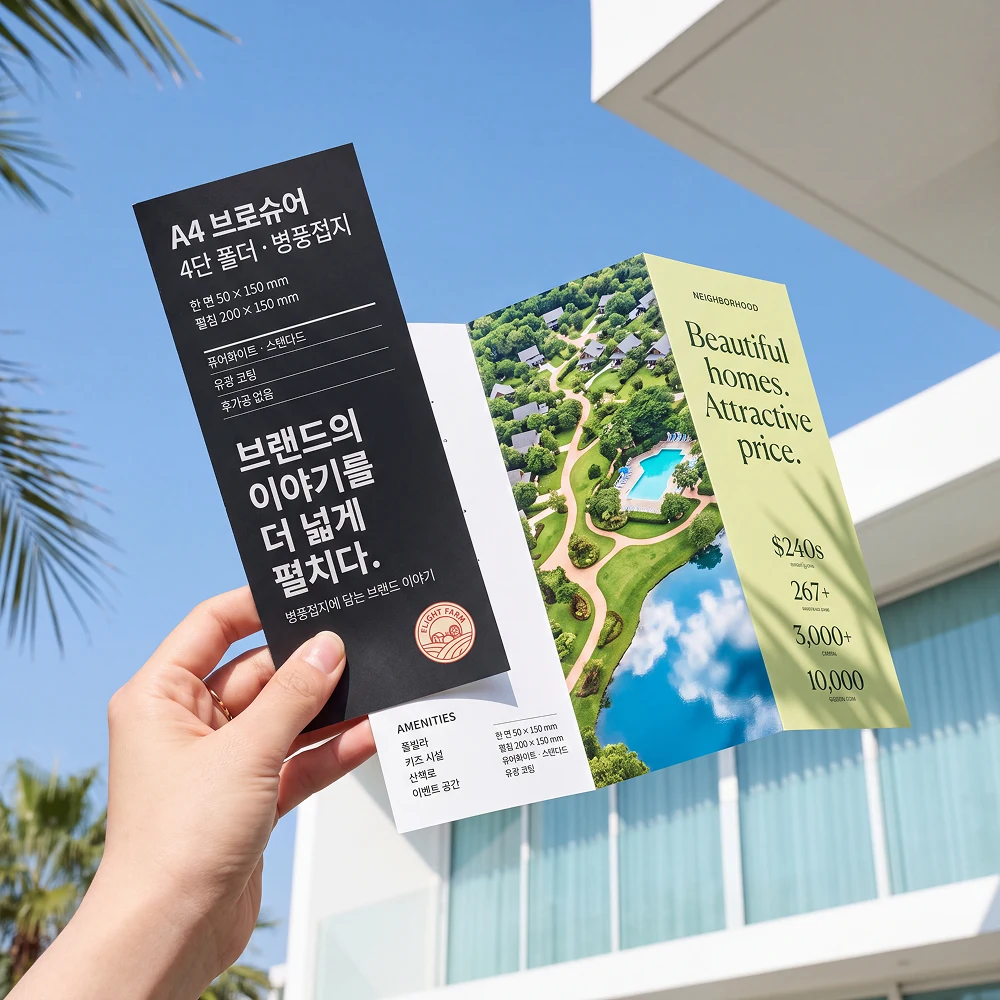 A4 브로슈어
4단 폴더 · 병풍접지
한 면 50 × 150 mm
펼침 200 × 150 mm
퓨어화이트 · 스탠다드
유광 코팅
후가공 없음
브랜드의
이야기를
더 넓게
펼치다.
병풍접지에 담는 브랜드 이야기
ELIGHT FARM
AMENITIES
풀빌라
키즈 시설
산책로
이벤트 공간
한 면 50 × 150 mm
펼침 200 × 150 mm
유어화이트 · 스탠다드
유광 코팅
NEIGHBORHOOD
Beautiful
homes.
Attractive
price.
$240s
267+
3,000+
10,000